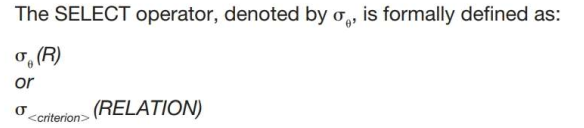 The SELECT operator, denoted by σθ, is formally defined as:
σθ (R)
or
σ<criterion> (RELATION)